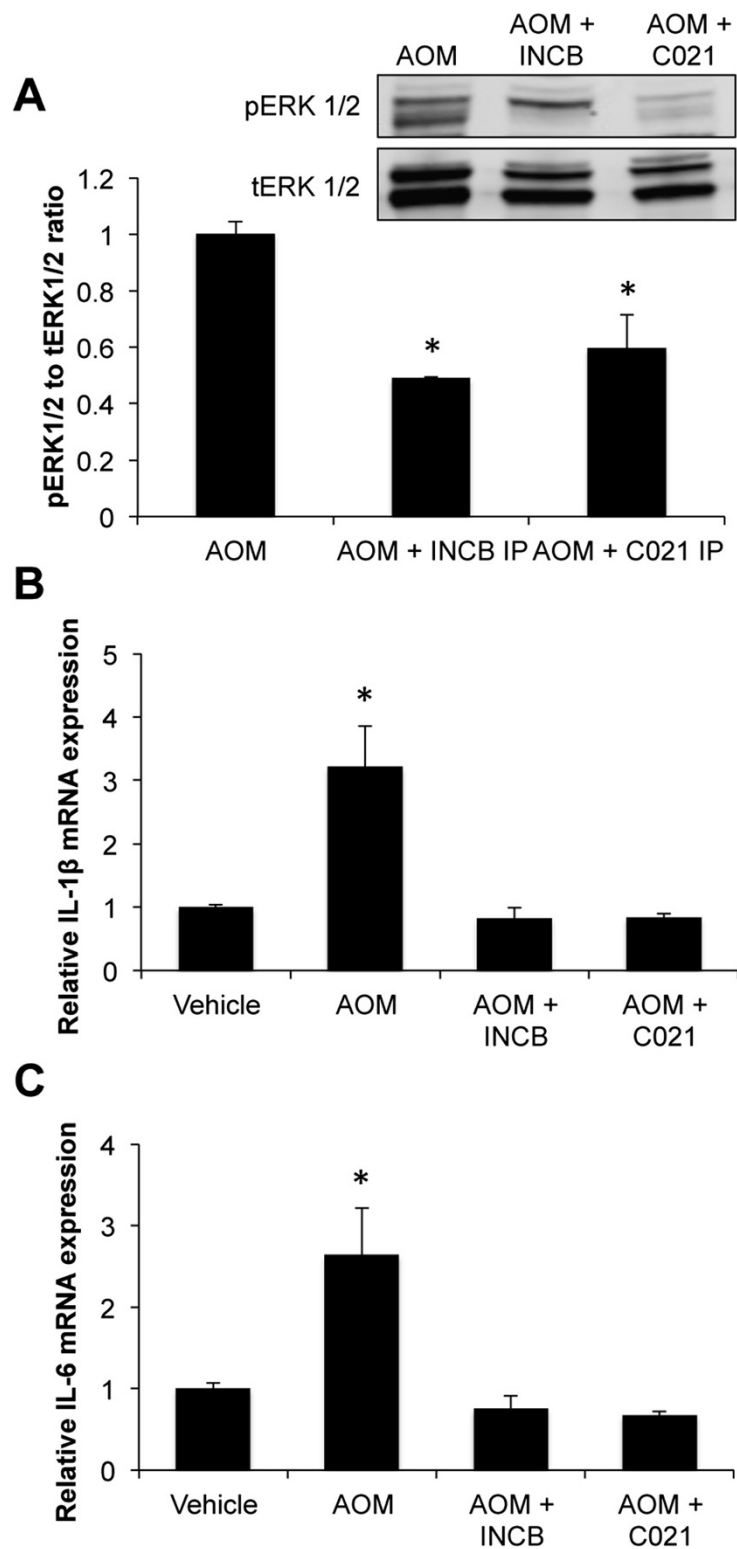 A
AOM
AOM +
INCB
AOM +
C021
pERK 1/2
tERK 1/2
pERK1/2 to tERK1/2 ratio
1.2
1
0.8
0.6
0.4
0.2
0
*
*
AOM
AOM + INCB IP
AOM + C021 IP
B
Relative IL-1β mRNA expression
5
4
3
2
1
0
*
Vehicle
AOM
AOM +
INCB
AOM +
C021
C
Relative IL-6 mRNA expression
4
3
2
1
0
*
Vehicle
AOM
AOM +
INCB
AOM +
C021